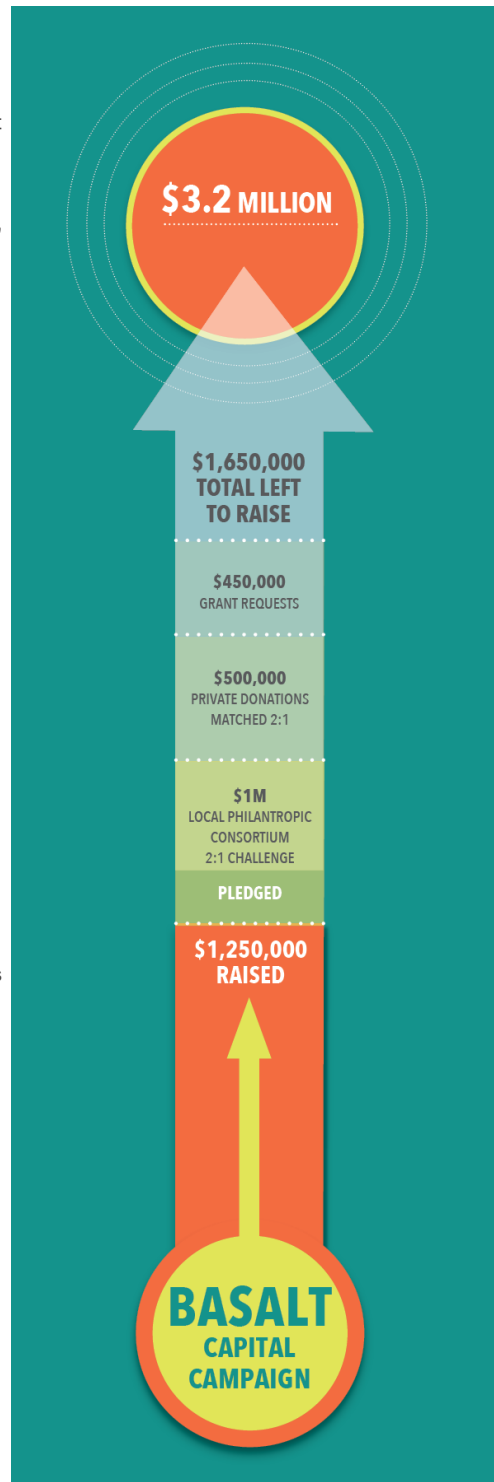 $3.2 MILLION
$1,650,000
TOTAL LEFT
TO RAISE
$450,000
GRANT REQUESTS
$500,000
PRIVATE DONATIONS
MATCHED 2:1
$1M
LOCAL PHILANTROPIC
CONSORTIUM
2:1 CHALLENGE
PLEDGED
$1,250,000
RAISED
BASALT
CAPITAL
CAMPAIGN